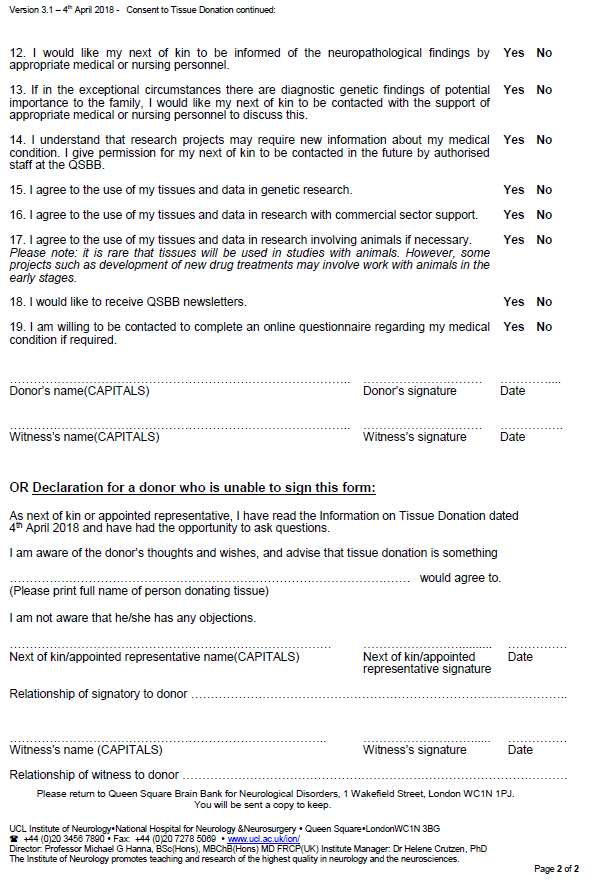 Version 3.1 – 4th April 2018 - Consent to Tissue Donation continued:
12. I would like my next of kin to be informed of the neuropathological findings by Yes No
appropriate medical or nursing personnel.
13. If in the exceptional circumstances there are diagnostic genetic findings of potential Yes No
importance to the family, I would like my next of kin to be contacted with the support of
appropriate medical or nursing personnel to discuss this.
14. I understand that research projects may require new information about my medical Yes No
condition. I give permission for my next of kin to be contacted in the future by authorised
staff at the QSBB.
15. I agree to the use of my tissues and data in genetic research. Yes No
16. I agree to the use of my tissues and data in research with commercial sector support. Yes No
17. I agree to the use of my tissues and data in research involving animals if necessary. Yes No
Please note: it is rare that tissues will be used in studies with animals. However, some
projects such as development of new drug treatments may involve work with animals in the
early stages.
18. I would like to receive QSBB newsletters. Yes No
19. I am willing to be contacted to complete an online questionnaire regarding my medical Yes No
condition if required.
Donor's name(CAPITALS) Donor's signature Date
Witness's name(CAPITALS) Witness's signature Date
OR Declaration for a donor who is unable to sign this form:
As next of kin or appointed representative, I have read the Information on Tissue Donation dated
4th April 2018 and have had the opportunity to ask questions.
I am aware of the donor's thoughts and wishes, and advise that tissue donation is something
would agree to.
(Please print full name of person donating tissue)
I am not aware that he/she has any objections.
Next of kin/appointed representative name(CAPITALS) Next of kin/appointed Date
representative signature
Relationship of signatory to donor
Witness's name (CAPITALS) Witness's signature Date
Relationship of witness to donor
Please return to Queen Square Brain Bank for Neurological Disorders, 1 Wakefield Street, London WC1N 1PJ.
You will be sent a copy to keep.
UCL Institute of Neurology•National Hospital for Neurology &Neurosurgery • Queen Square•LondonWC1N 3BG
☎ +44 (0)20 3456 7890 • Fax: +44 (0)20 7278 5069 • www.ucl.ac.uk/ion/
Director: Professor Michael G Hanna, BSc(Hons), MBChB(Hons) MD FRCP(UK) Institute Manager: Dr Helene Crutzen, PhD
The Institute of Neurology promotes teaching and research of the highest quality in neurology and the neurosciences.
Page 2 of 2